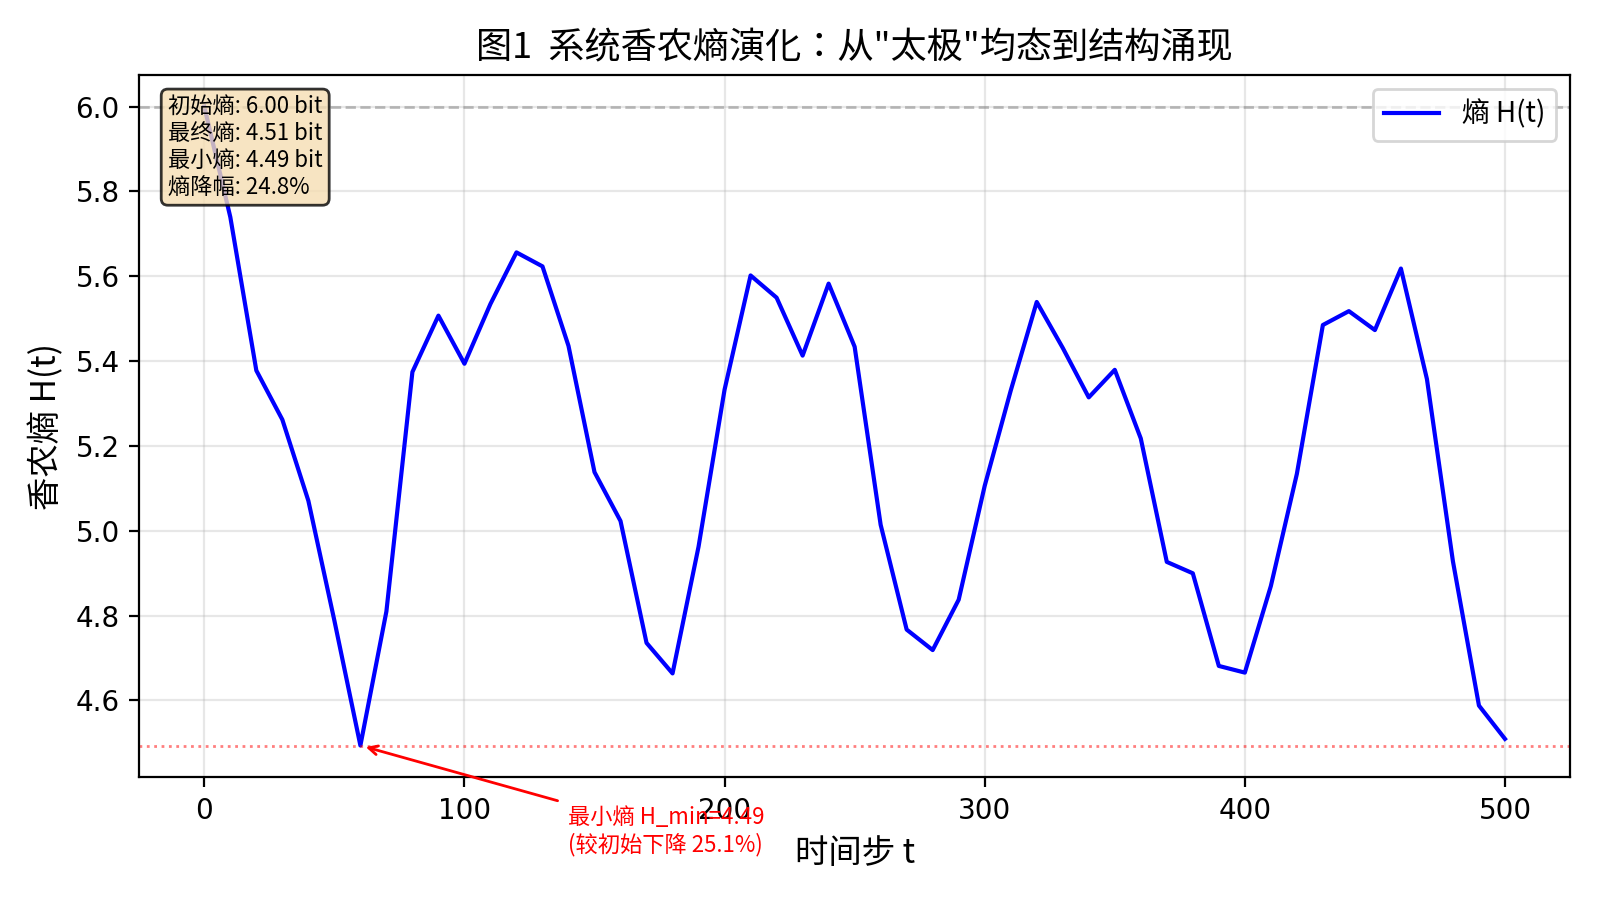 图1 系统香农熵演化：从"太极"均态到结构涌现
初始熵: 6.00 bit
最终熵: 4.51 bit
最小熵: 4.49 bit
熵降幅: 24.8%
熵 H(t)
香农熵 H(t)
6.0
5.8
5.6
5.4
5.2
5.0
4.8
4.6
0 100 200 300 400 500
最小熵 H_min=4.49
(较初始下降 25.1%)
时间步 t